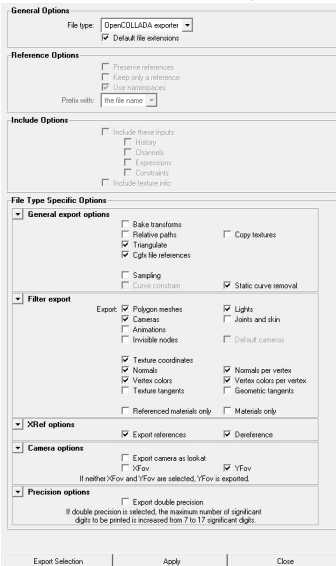 General Options
File type: OpenCOLLADA exporter
Default file extensions
Reference Options
Preserve references
Keep only a reference
Use namespaces
Prefix with: the file name
Include Options
Include these inputs:
History
Channels
Expressions
Constraints
Include texture info
File Type Specific Options
General export options
Bake transforms
Relative paths Copy textures
Triangulate
Cgfx file references
Sampling
Curve constrain Static curve removal
Filter export
Export: Polygon meshes Lights
Cameras Joints and skin
Animations
Invisible nodes Default cameras
Texture coordinates
Normals Normals per vertex
Vertex colors Vertex colors per vertex
Texture tangents Geometric tangents
Referenced materials only Materials only
XRef options
Export references Dereference
Camera options
Export camera as lookat
XFov YFov
If neither XFov and YFov are selected, YFov is exported.
Precision options
Export double precision
If double precision is selected, the maximum number of significant
digits to be printed is increased from 7 to 17 significant digits.
Export Selection Apply Close